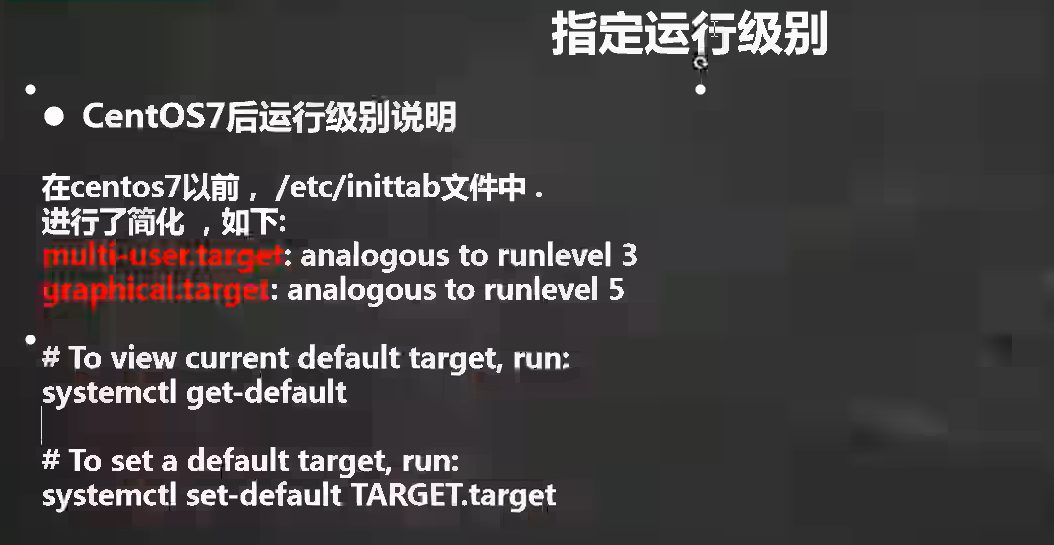 指定运行级别
● CentOS7后运行级别说明
在centos7以前， /etc/inittab文件中 .
进行了简化 ，如下:
multi-user.target: analogous to runlevel 3
graphical.target: analogous to runlevel 5
# To view current default target, run:
systemctl get-default
# To set a default target, run:
systemctl set-default TARGET.target